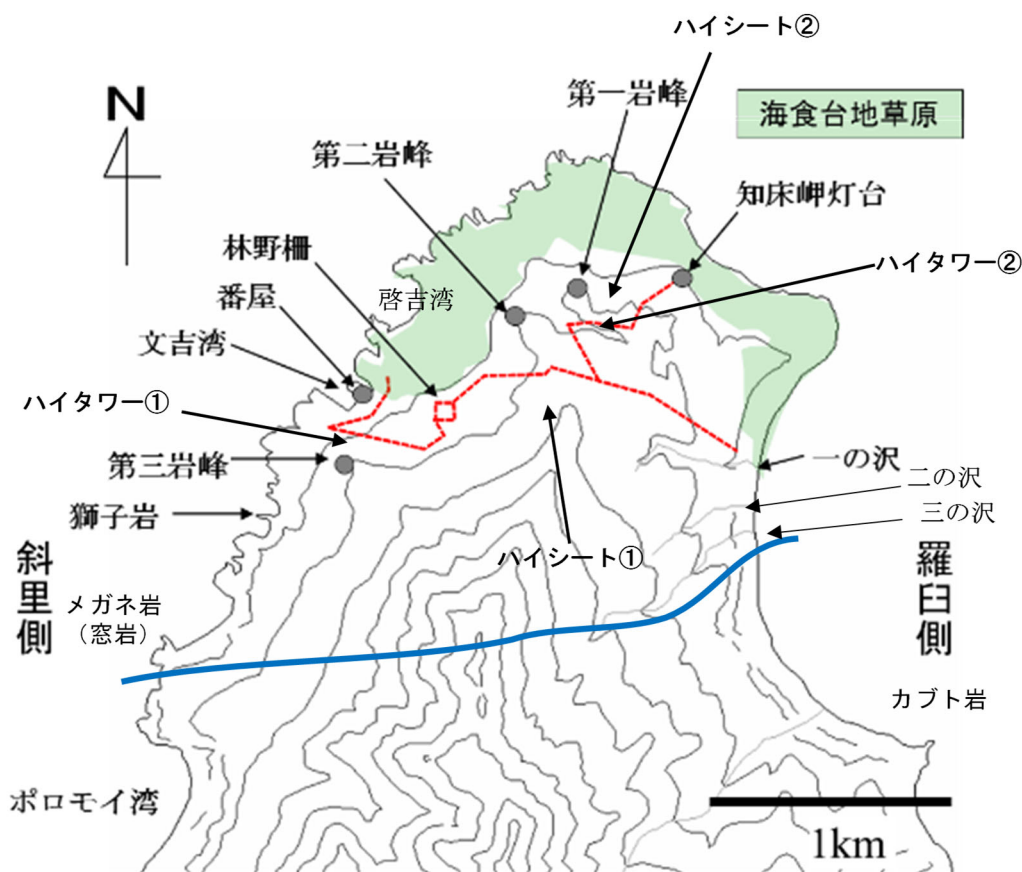 ハイシート②
N
第一岩峰
海食台地草原
第二岩峰
知床岬灯台
林野柵
ハイタワー②
番屋
啓吉湾
文吉湾
ハイタワー①
第三岩峰
一の沢
二の沢
獅子岩
三の沢
ハイシート①
斜里側
羅臼側
メガネ岩
（窓岩）
カブト岩
ポロモイ湾
1km